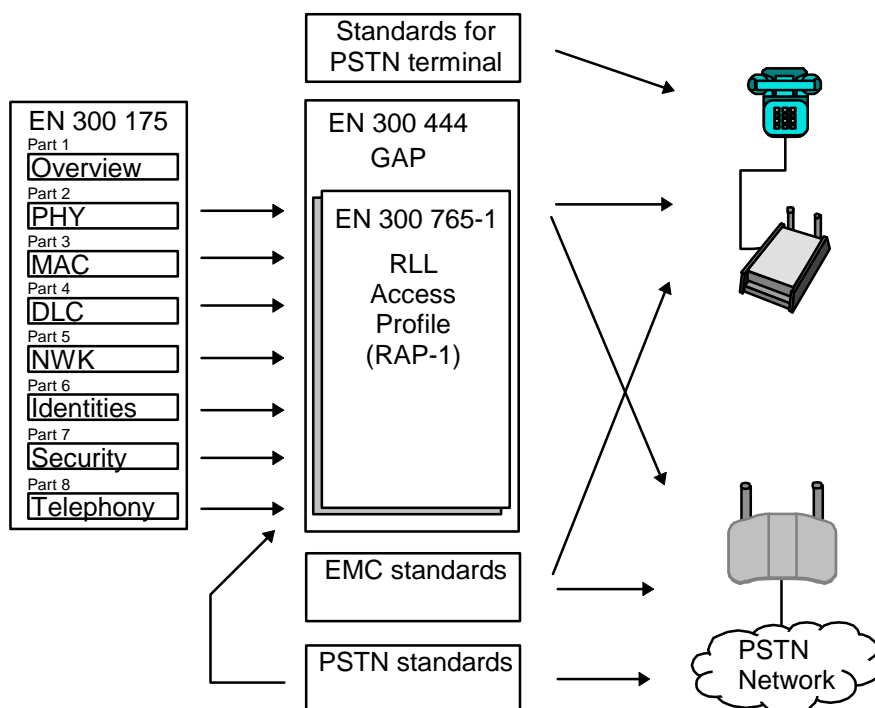 Standards for
PSTN terminal
EN 300 175
Part 1
Overview
Part 2
PHY
Part 3
MAC
Part 4
DLC
Part 5
NWK
Part 6
Identities
Part 7
Security
Part 8
Telephony
EN 300 444
GAP
EN 300 765-1
RLL
Access
Profile
(RAP-1)
EMC standards
PSTN standards
PSTN
Network